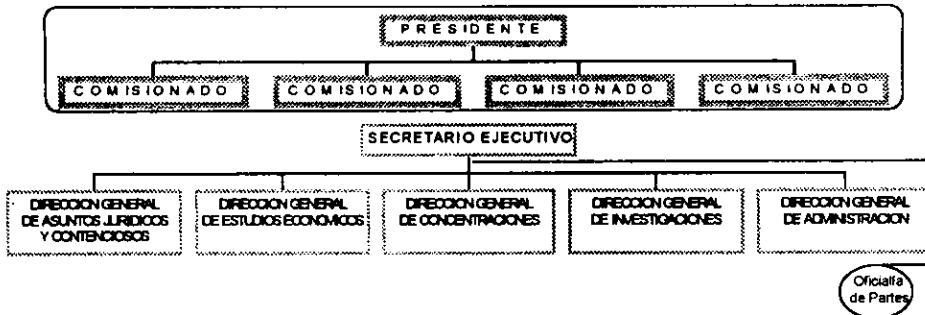 PRESIDENTE
COMISIONADO COMISIONADO COMISIONADO COMISIONADO
SECRETARIO EJECUTIVO
DIRECCION GENERAL
DE ASUNTOS JURIDICOS
Y CONTENCIOSOS
DIRECCION GENERAL
DE ESTUDIOS ECONOMICOS
DIRECCION GENERAL
DE CONCENTRACIONES
DIRECCION GENERAL
DE INVESTIGACIONES
DIRECCION GENERAL
DE ADMINISTRACION
Oficialía
de Partes